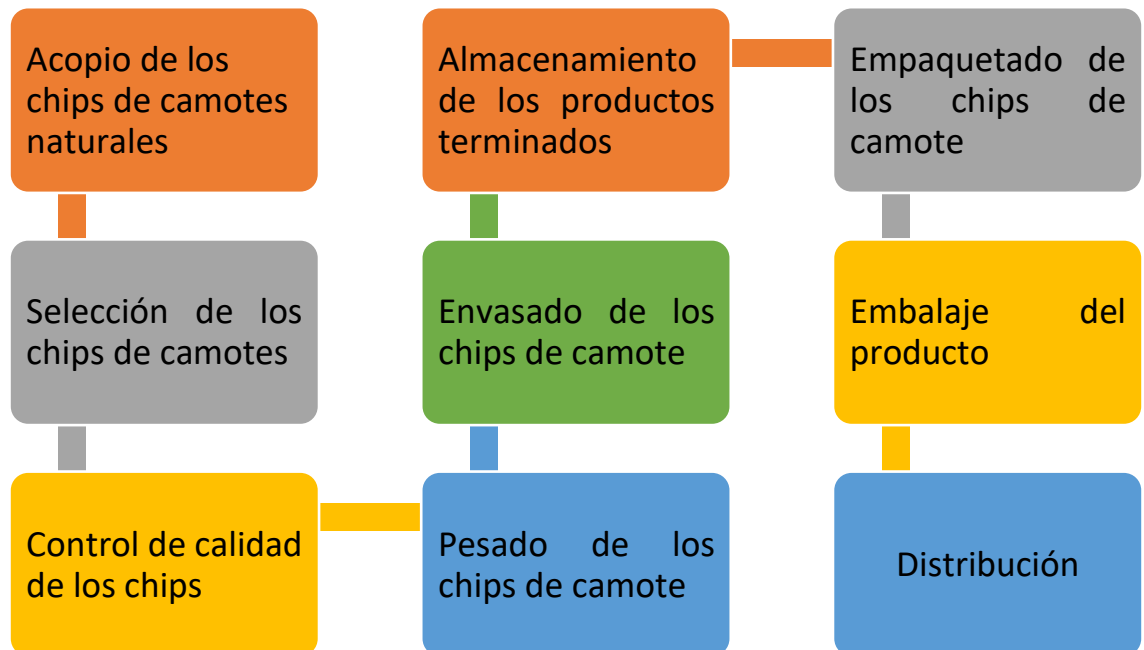 Acopio de los
chips de camotes
naturales
Selección de los
chips de camotes
Control de calidad
de los chips
Pesado de los
chips de camote
Envasado de los
chips de camote
Almacenamiento
de los productos
terminados
Empaquetado de
los chips de
camote
Embalaje del
producto
Distribución